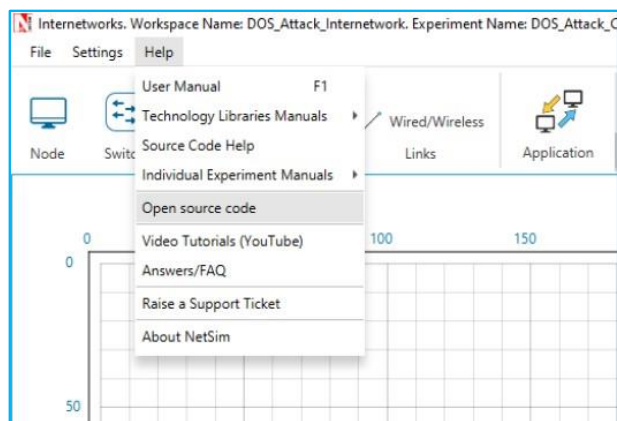 Internetworks. Workspace Name: DOS_Attack_Internetwork. Experiment Name: DOS_Attack_
File Settings Help
User Manual F1
Technology Libraries Manuals
Source Code Help
Individual Experiment Manuals
Open source code
Video Tutorials (YouTube)
Answers/FAQ
Raise a Support Ticket
About NetSim
Wired/Wireless
Node Links Application
0 100 150
0
50